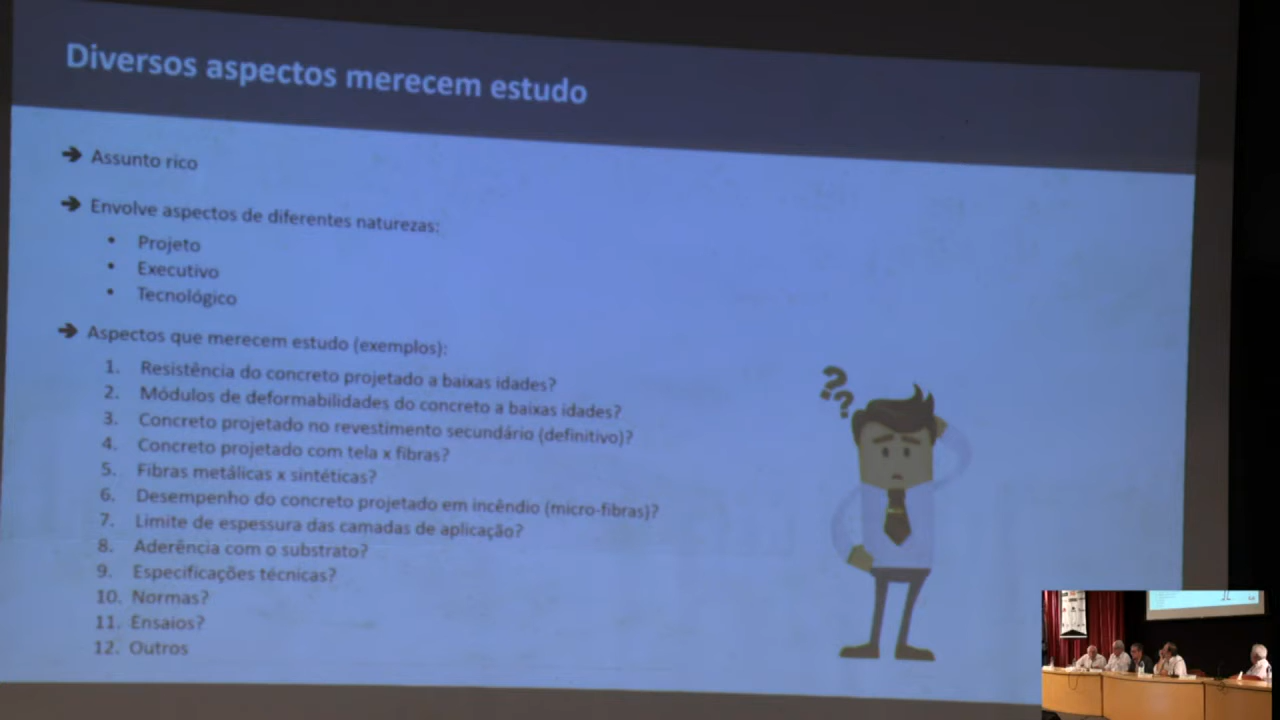 Diversos aspectos merecem estudo
➔ Assunto rico
➔ Envolve aspectos de diferentes naturezas:
• Projeto
• Executivo
• Tecnológico
➔ Aspectos que merecem estudo (exemplos):
1. Resistência do concreto projetado a baixas idades?
2. Módulos de deformabilidades do concreto a baixas idades?
3. Concreto projetado no revestimento secundário (definitivo)?
4. Concreto projetado com tela x fibras?
5. Fibras metálicas x sintéticas?
6. Desempenho do concreto projetado em incêndio (micro-fibras)?
7. Limite de espessura das camadas de aplicação?
8. Aderência com o substrato?
9. Especificações técnicas?
10. Normas?
11. Ensaios?
12. Outros
??